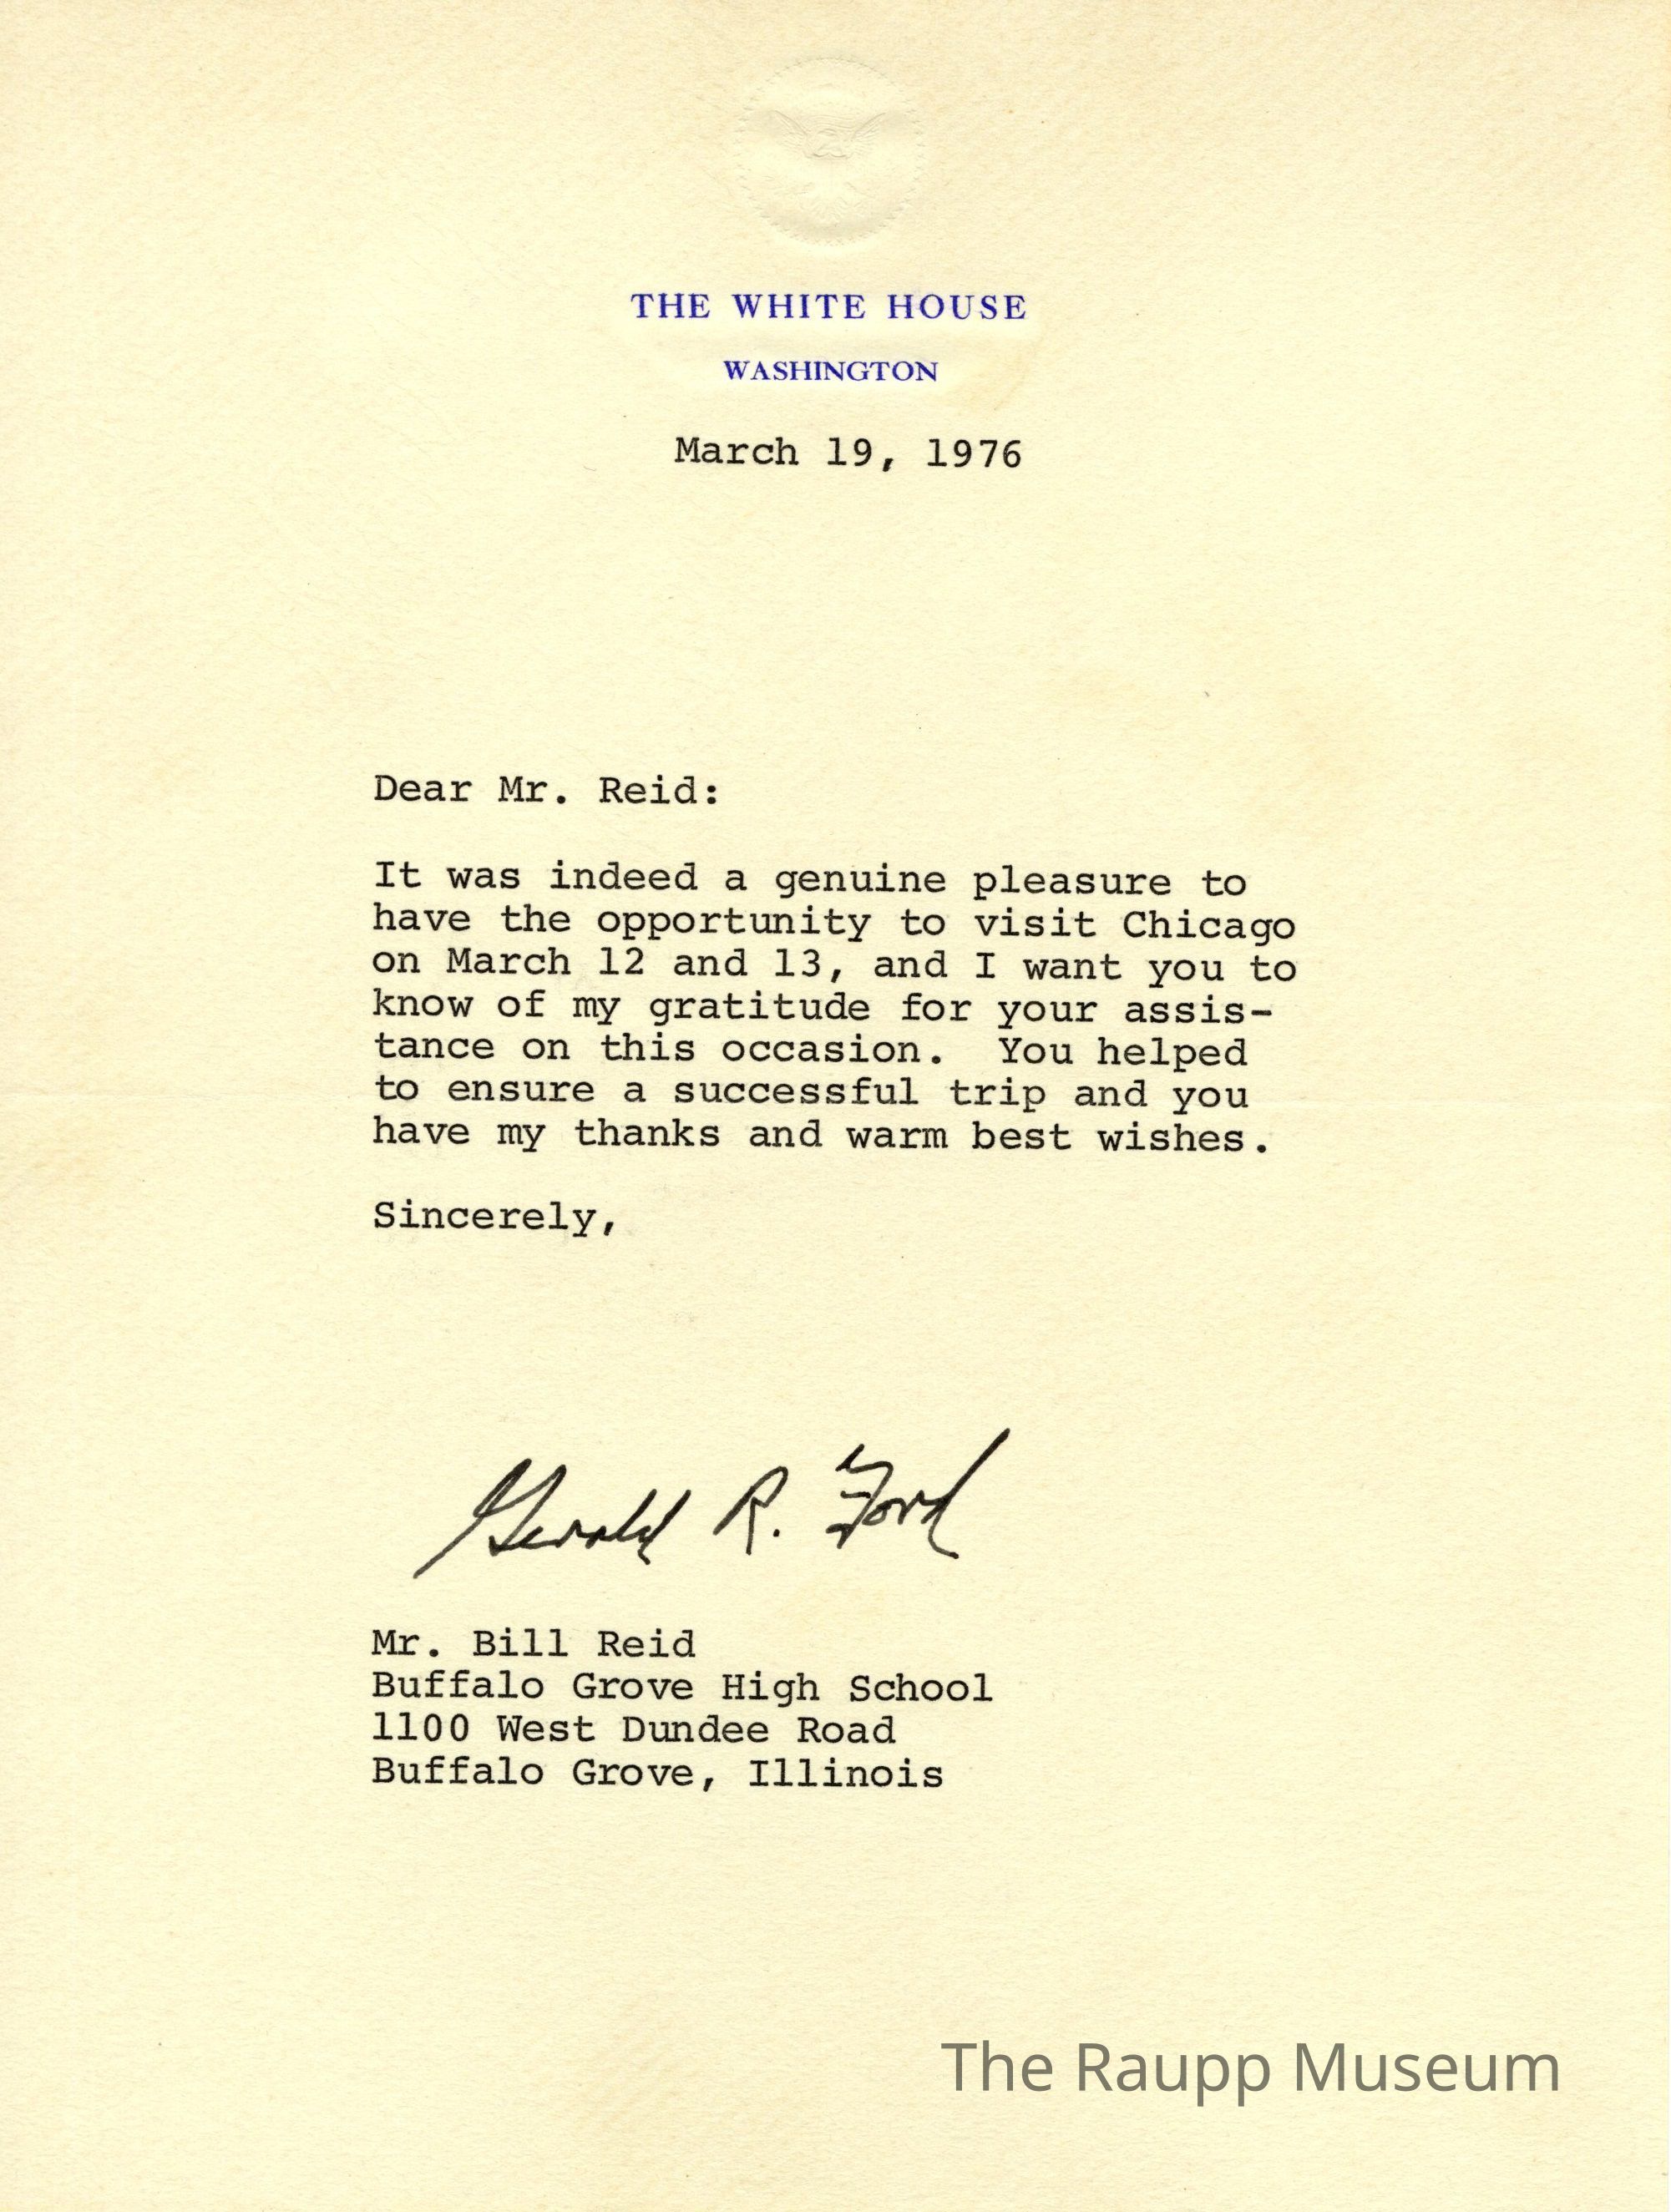 THE WHITE HOUSE
WASHINGTON
March 19, 1976
Dear Mr. Reid:
It was indeed a genuine pleasure to
have the opportunity to visit Chicago
on March 12 and 13, and I want you to
know of my gratitude for your assis-
tance on this occasion.  You helped
to ensure a successful trip and you
have my thanks and warm best wishes.
Sincerely,
Gerald R. Ford
Mr. Bill Reid
Buffalo Grove High School
1100 West Dundee Road
Buffalo Grove, Illinois
The Raupp Museum